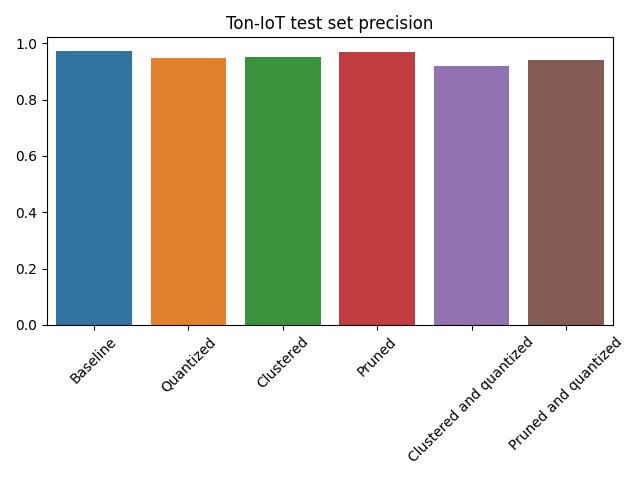 Ton-IoT test set precision
1.0
0.8
0.6
0.4
0.2
0.0
Baseline
Quantized
Clustered
Pruned
Clustered and quantized
Pruned and quantized